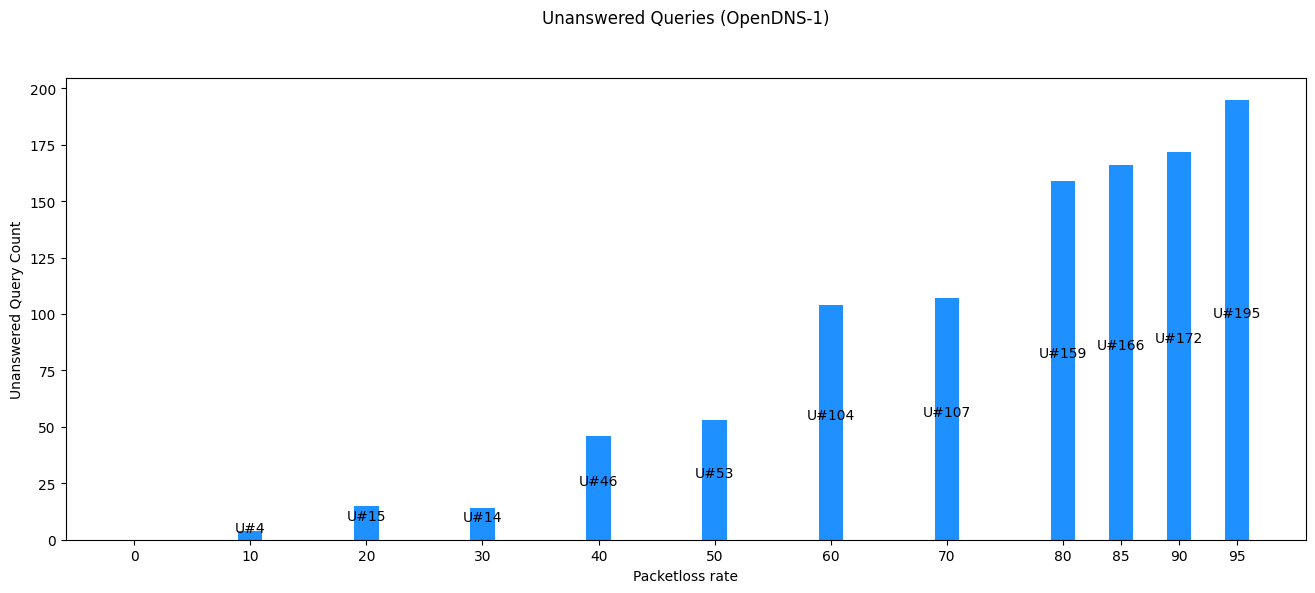 Unanswered Queries (OpenDNS-1)
200
175
150
125
100
75
50
25
0
Unanswered Query Count
U#4
U#15
U#14
U#46
U#53
U#104
U#107
U#159
U#166
U#172
U#195
0 10 20 30 40 50 60 70 80 85 90 95
Packetloss rate